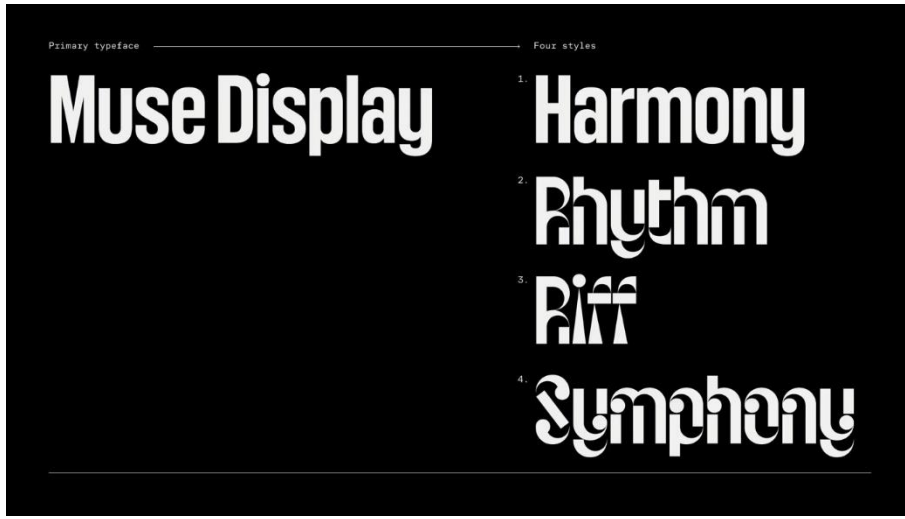 Primary typeface
Four styles
Muse Display
1.
Harmony
2.
Rhythm
3.
Riff
4.
Symphony